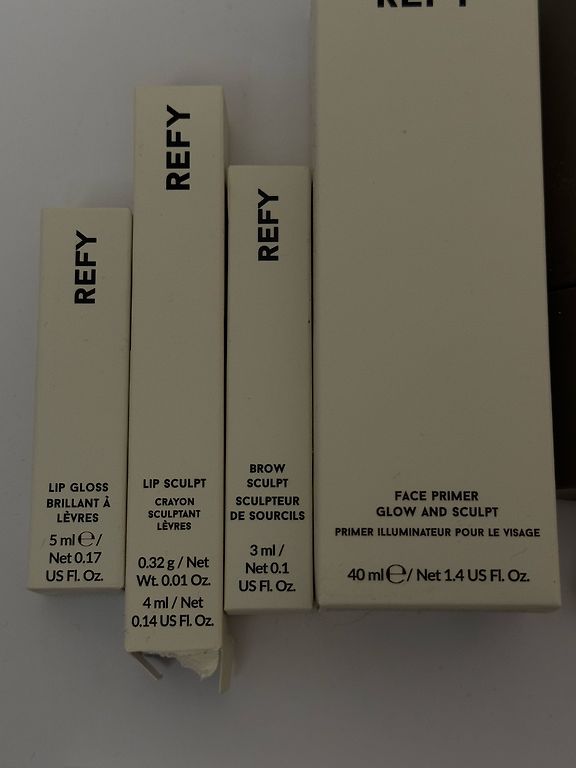 REFY
LIP GLOSS
BRILLANT À
LÈVRES
5 ml ℮ /
Net 0.17
US Fl. Oz.
REFY
LIP SCULPT
CRAYON
SCULPTANT
LÈVRES
0.32 g / Net
Wt. 0.01 Oz.
4 ml / Net
0.14 US Fl. Oz.
REFY
BROW
SCULPT
SCULPTEUR
DE SOURCILS
3 ml /
Net 0.1
US Fl. Oz.
REFY
FACE PRIMER
GLOW AND SCULPT
PRIMER ILLUMINATEUR POUR LE VISAGE
40 ml ℮ / Net 1.4 US Fl. Oz.